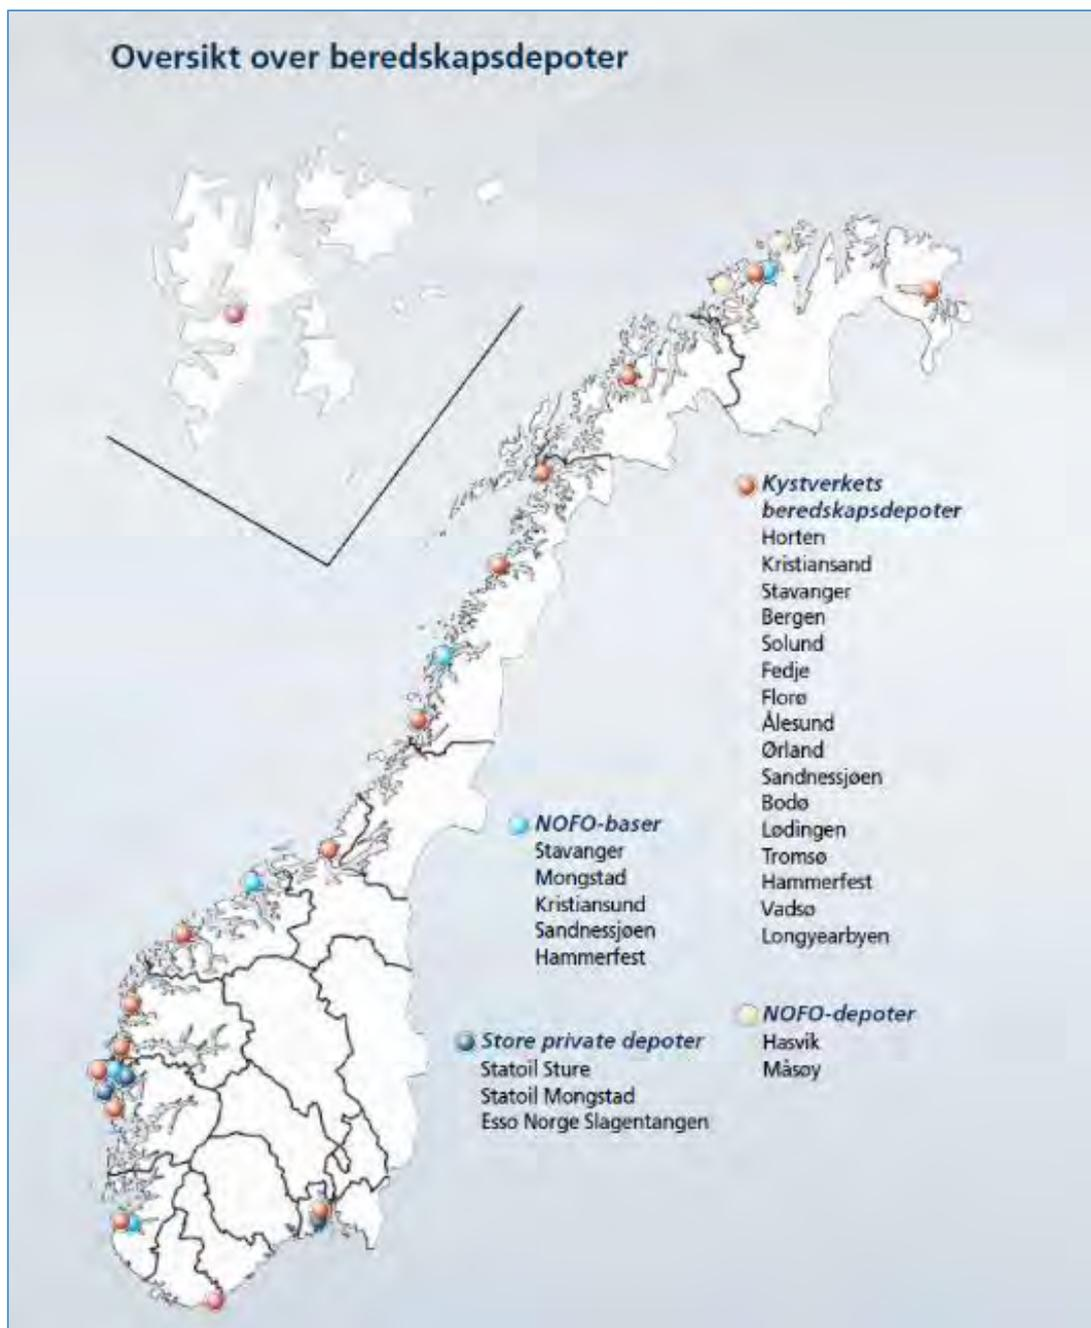 Oversikt over beredskapsdepoter
Kystverkets
beredskapsdepoter
Horten
Kristiansand
Stavanger
Bergen
Solund
Fedje
Florø
Ålesund
Ørland
Sandnessjøen
Bodø
Lødingen
Tromsø
Hammerfest
Vadsø
Longyearbyen
NOFO-baser
Stavanger
Mongstad
Kristiansund
Sandnessjøen
Hammerfest
NOFO-depoter
Hasvik
Måsøy
Store private depoter
Statoil Sture
Statoil Mongstad
Esso Norge Slagentangen